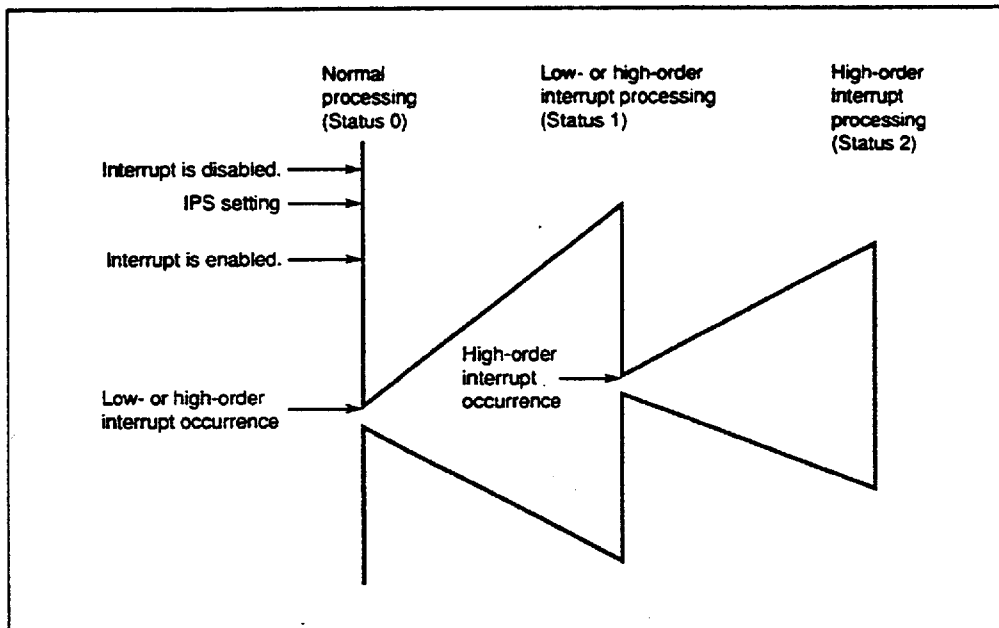 Normal
processing
(Status 0)
Low- or high-order
interrupt processing
(Status 1)
High-order
interrupt
processing
(Status 2)
Interrupt is disabled.
IPS setting
Interrupt is enabled.
High-order
interrupt
occurrence
Low- or high-order
interrupt occurrence